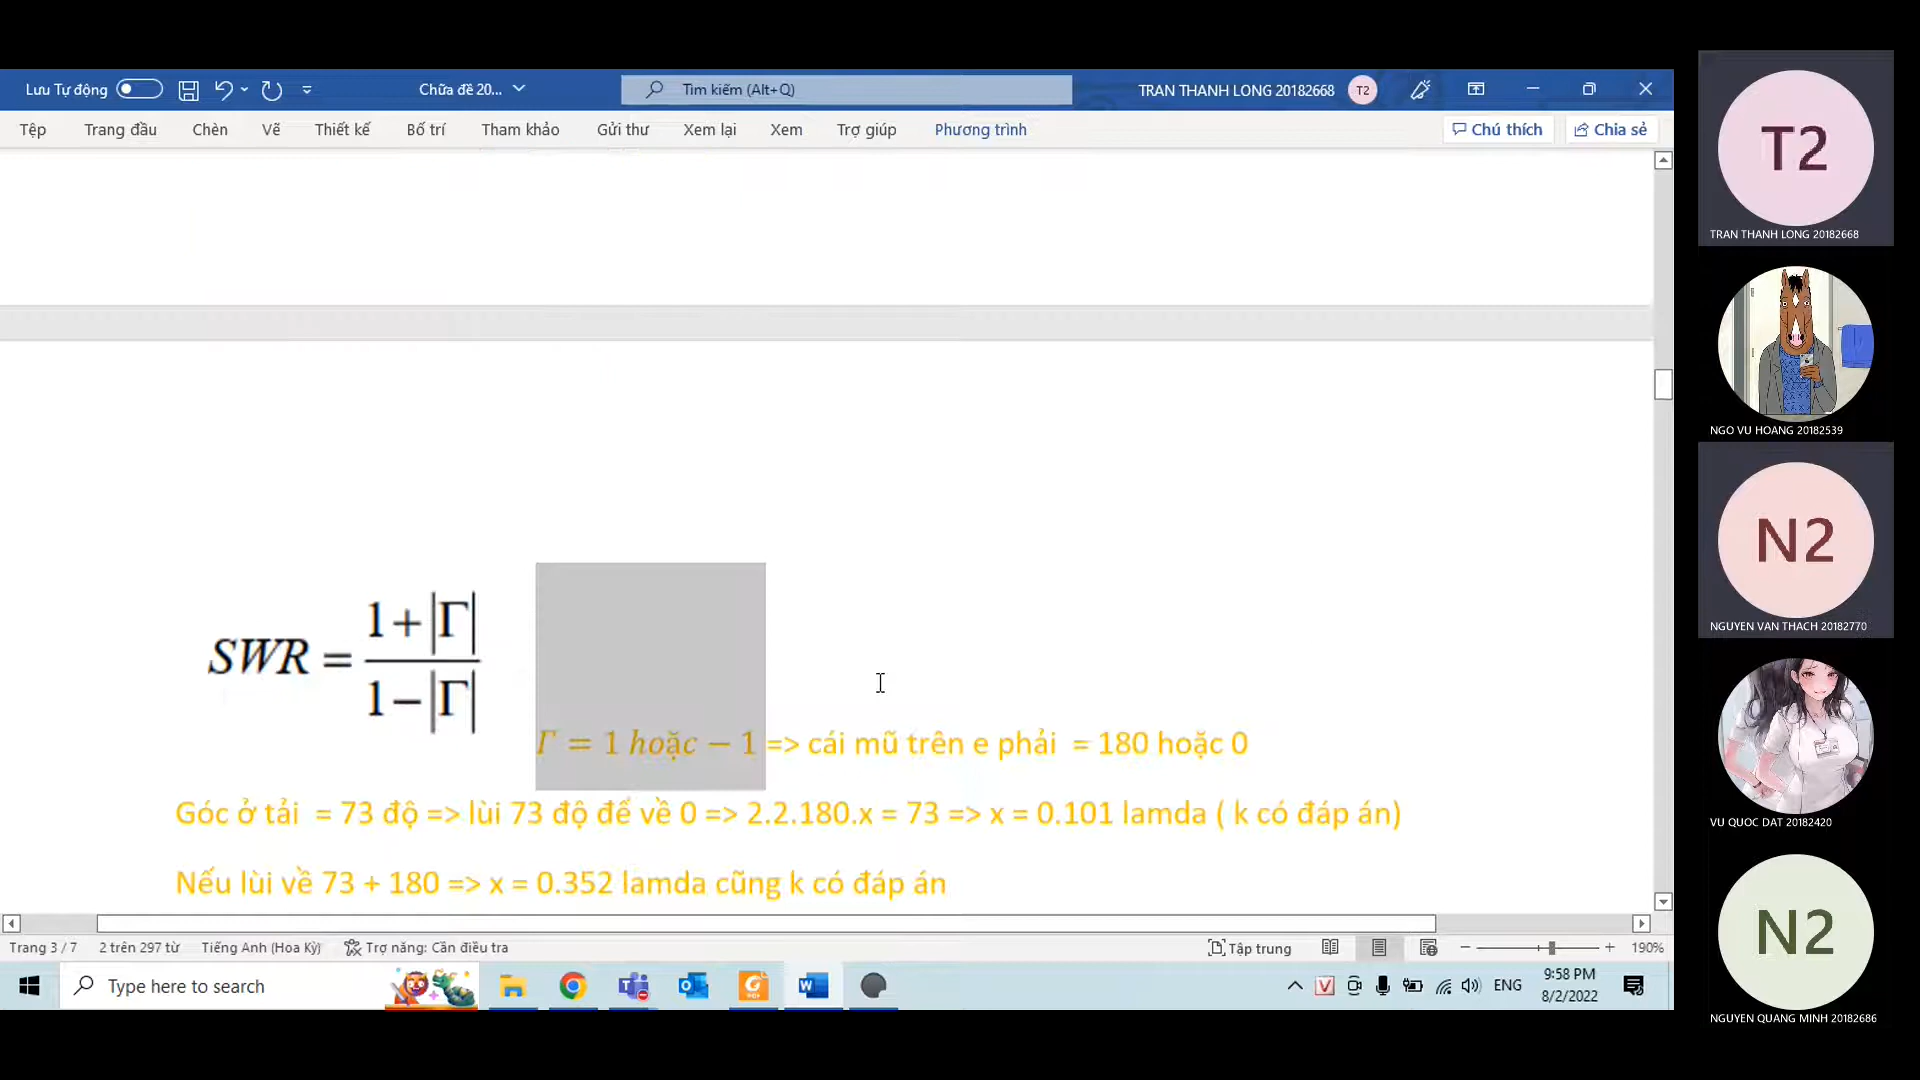 Lưu Tự động
Chữa đề 20...
Tìm kiếm (Alt+Q)
TRAN THANH LONG 20182668
T2
Tệp Trang đầu Chèn Vẽ Thiết kế Bố trí Tham khảo Gửi thư Xem lại Xem Trợ giúp Phương trình
Chú thích
Chia sẻ
SWR = 1+|Γ| / 1−|Γ|
Γ = 1 hoặc − 1 => cái mũ trên e phải = 180 hoặc 0
Góc ở tải = 73 độ => lùi 73 độ để về 0 => 2.2.180.x = 73 => x = 0.101 lamda ( k có đáp án)
Nếu lùi về 73 + 180 => x = 0.352 lamda cũng k có đáp án
Trang 3 / 7 2 trên 297 từ Tiếng Anh (Hoa Kỳ) Trợ năng: Cần điều tra
Tập trung
190%
Type here to search
ENG
9:58 PM
8/2/2022
T2
TRAN THANH LONG 20182668
NGO VU HOANG 20182539
N2
NGUYEN VAN THACH 20182770
VU QUOC DAT 20182420
N2
NGUYEN QUANG MINH 20182686